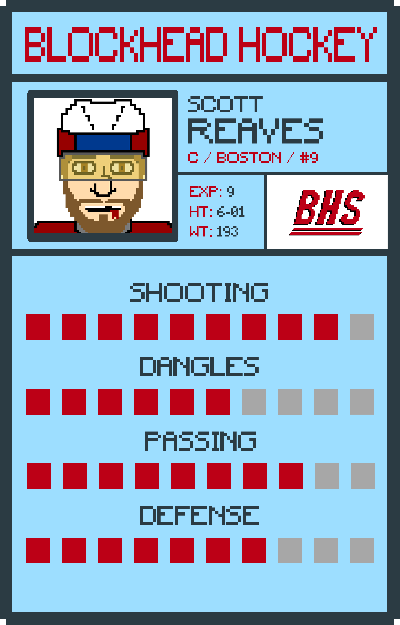 BLOCKHEAD HOCKEY
SCOTT
REAVES
C / BOSTON / #9
EXP: 9
HT: 6-01
WT: 193
BHS
SHOOTING
DANGLES
PASSING
DEFENSE